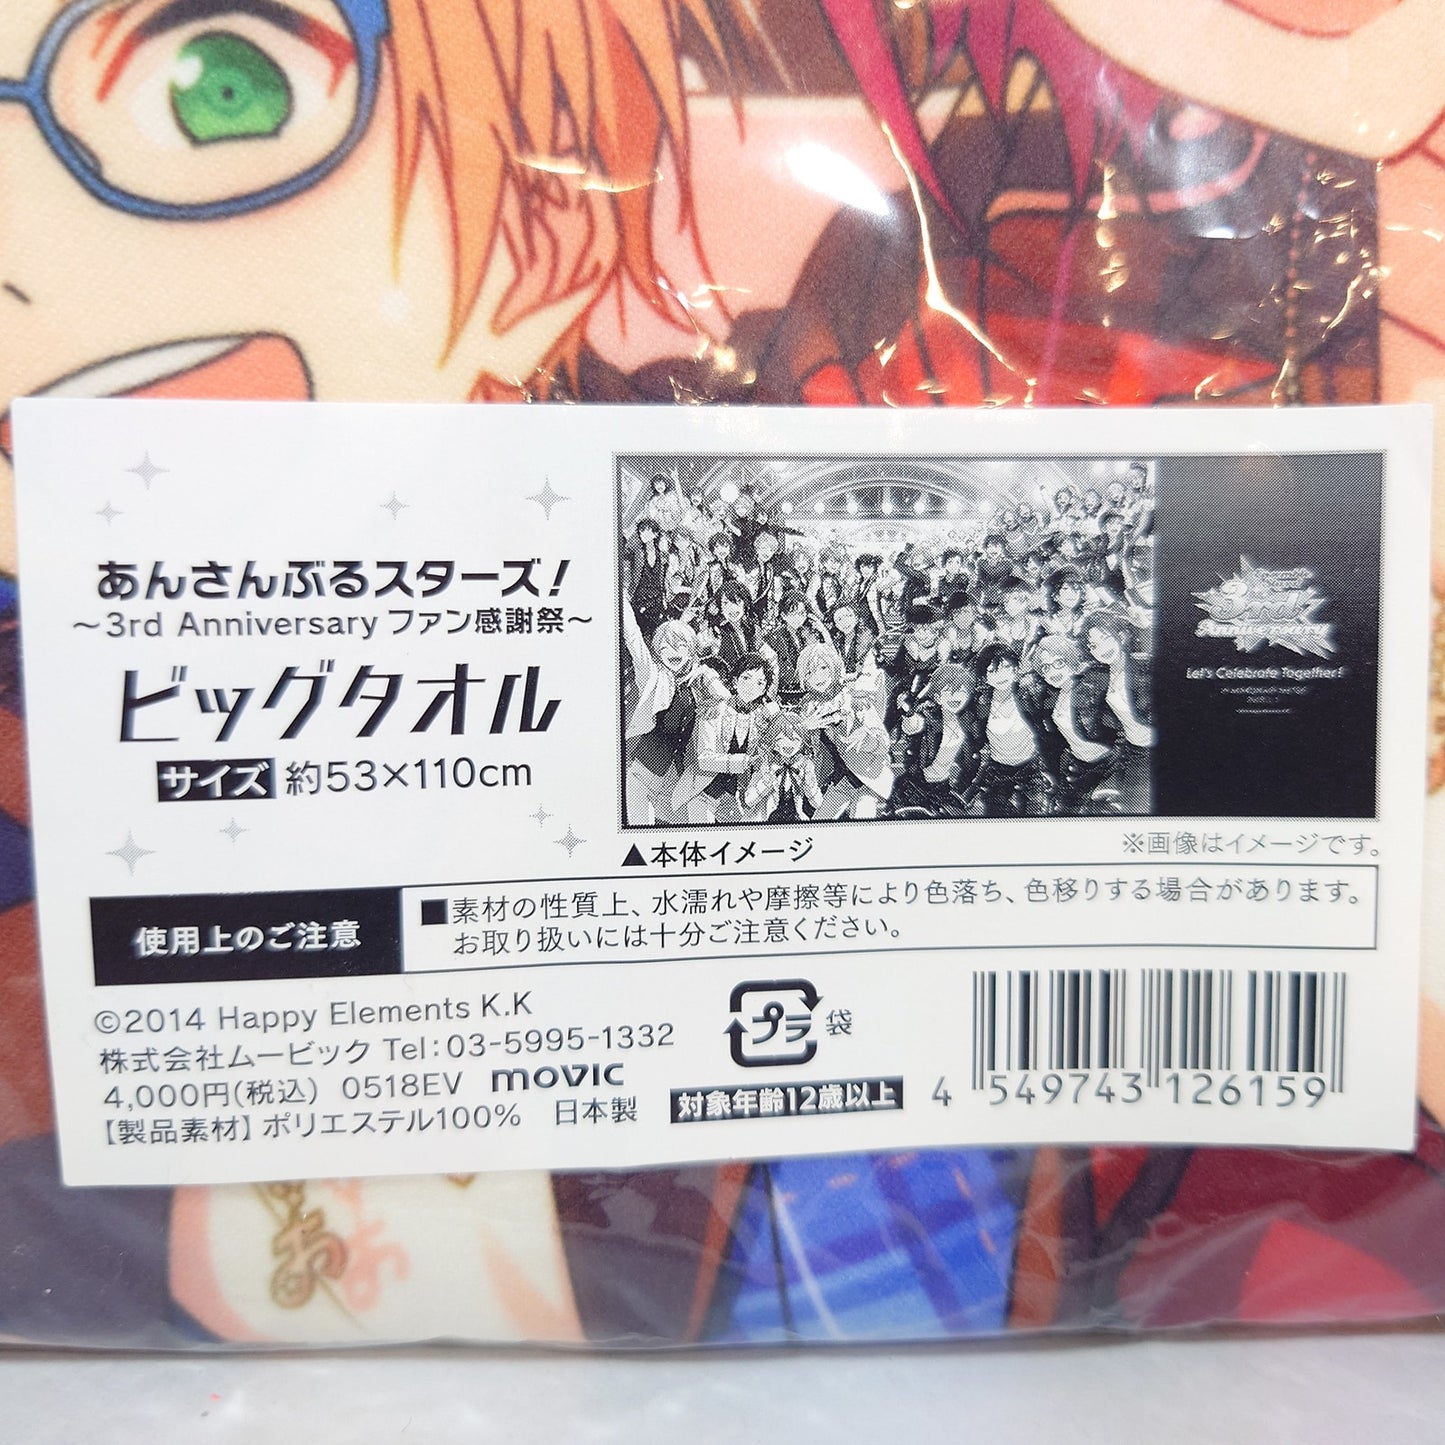 あんさんぶるスターズ!
～3rd Anniversary ファン感謝祭～
ビッグタオル
サイズ 約53×110cm
3rd
Let's Celebrate Together!
▲本体イメージ
※画像はイメージです。
使用上のご注意
■素材の性質上、水濡れや摩擦等により色落ち、色移りする場合があります。
お取り扱いには十分ご注意ください。
©2014 Happy Elements K.K
株式会社ムービック Tel:03-5995-1332
4,000円(税込) 0518EV movic
【製品素材】ポリエステル100% 日本製
プラ 袋
対象年齢12歳以上
4 549743 126159